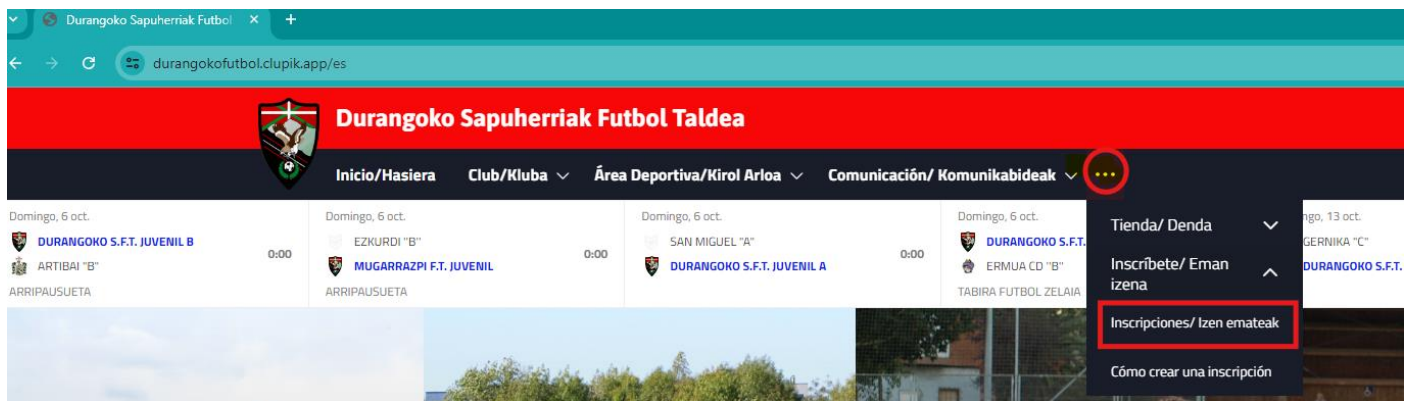 Durangoko Sapuherriak Futbol
durangokofutbol.clupik.app/es
Durangoko Sapuherriak Futbol Taldea
Inicio/Hasiera Club/Kluba Área Deportiva/Kirol Arloa Comunicación/ Komunikabideak ...
Domingo, 6 oct.
DURANGOKO S.F.T. JUVENIL B
0:00
ARTIBAI "B"
ARRIPAUSUETA
Domingo, 6 oct.
EZKURDI "B"
0:00
MUGARRAZPI F.T. JUVENIL
ARRIPAUSUETA
Domingo, 6 oct.
SAN MIGUEL "A"
0:00
DURANGOKO S.F.T. JUVENIL A
Domingo, 6 oct.
DURANGOKO S.F.T.
ERMUA CD "B"
TABIRA FUTBOL ZELAIA
Tienda/ Denda
Inscríbete/ Eman
izena
Inscripciones/ Izen emateak
Cómo crear una inscripción
ngo, 13 oct.
GERNIKA "C"
DURANGOKO S.F.T.